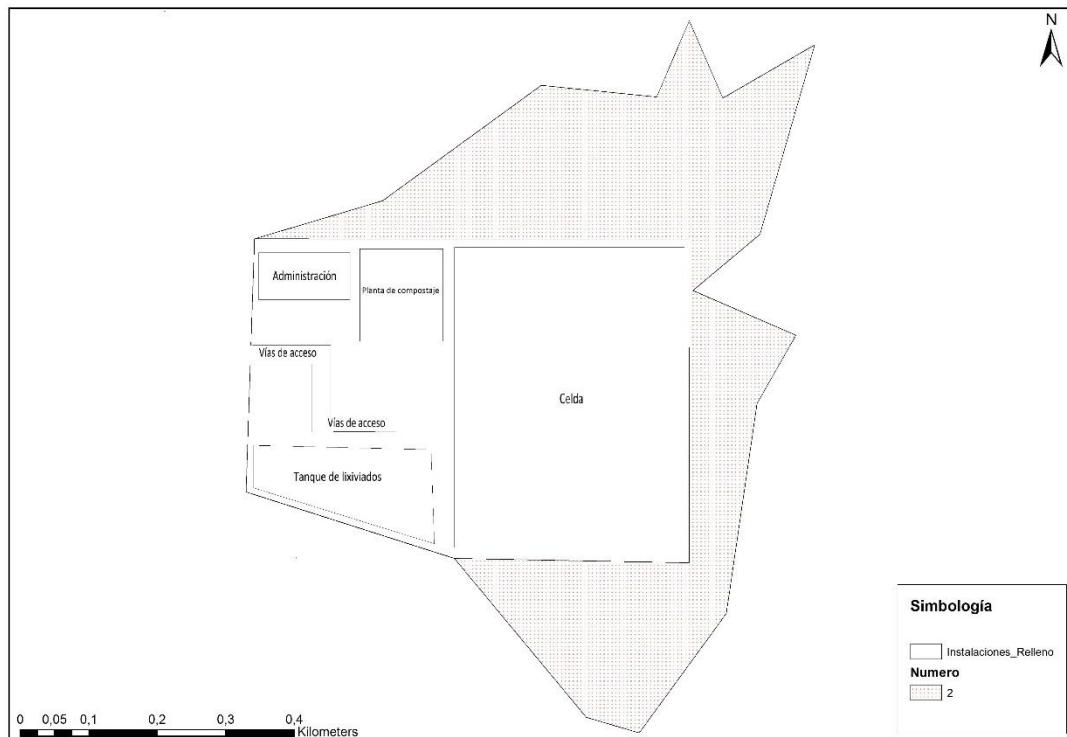 N
Administración
Planta de compostaje
Vías de acceso
Celda
Vías de acceso
Tanque de lixiviados
Simbología
Instalaciones_Relleno
Numero
2
0 0,05 0,1 0,2 0,3 0,4
Kilometers